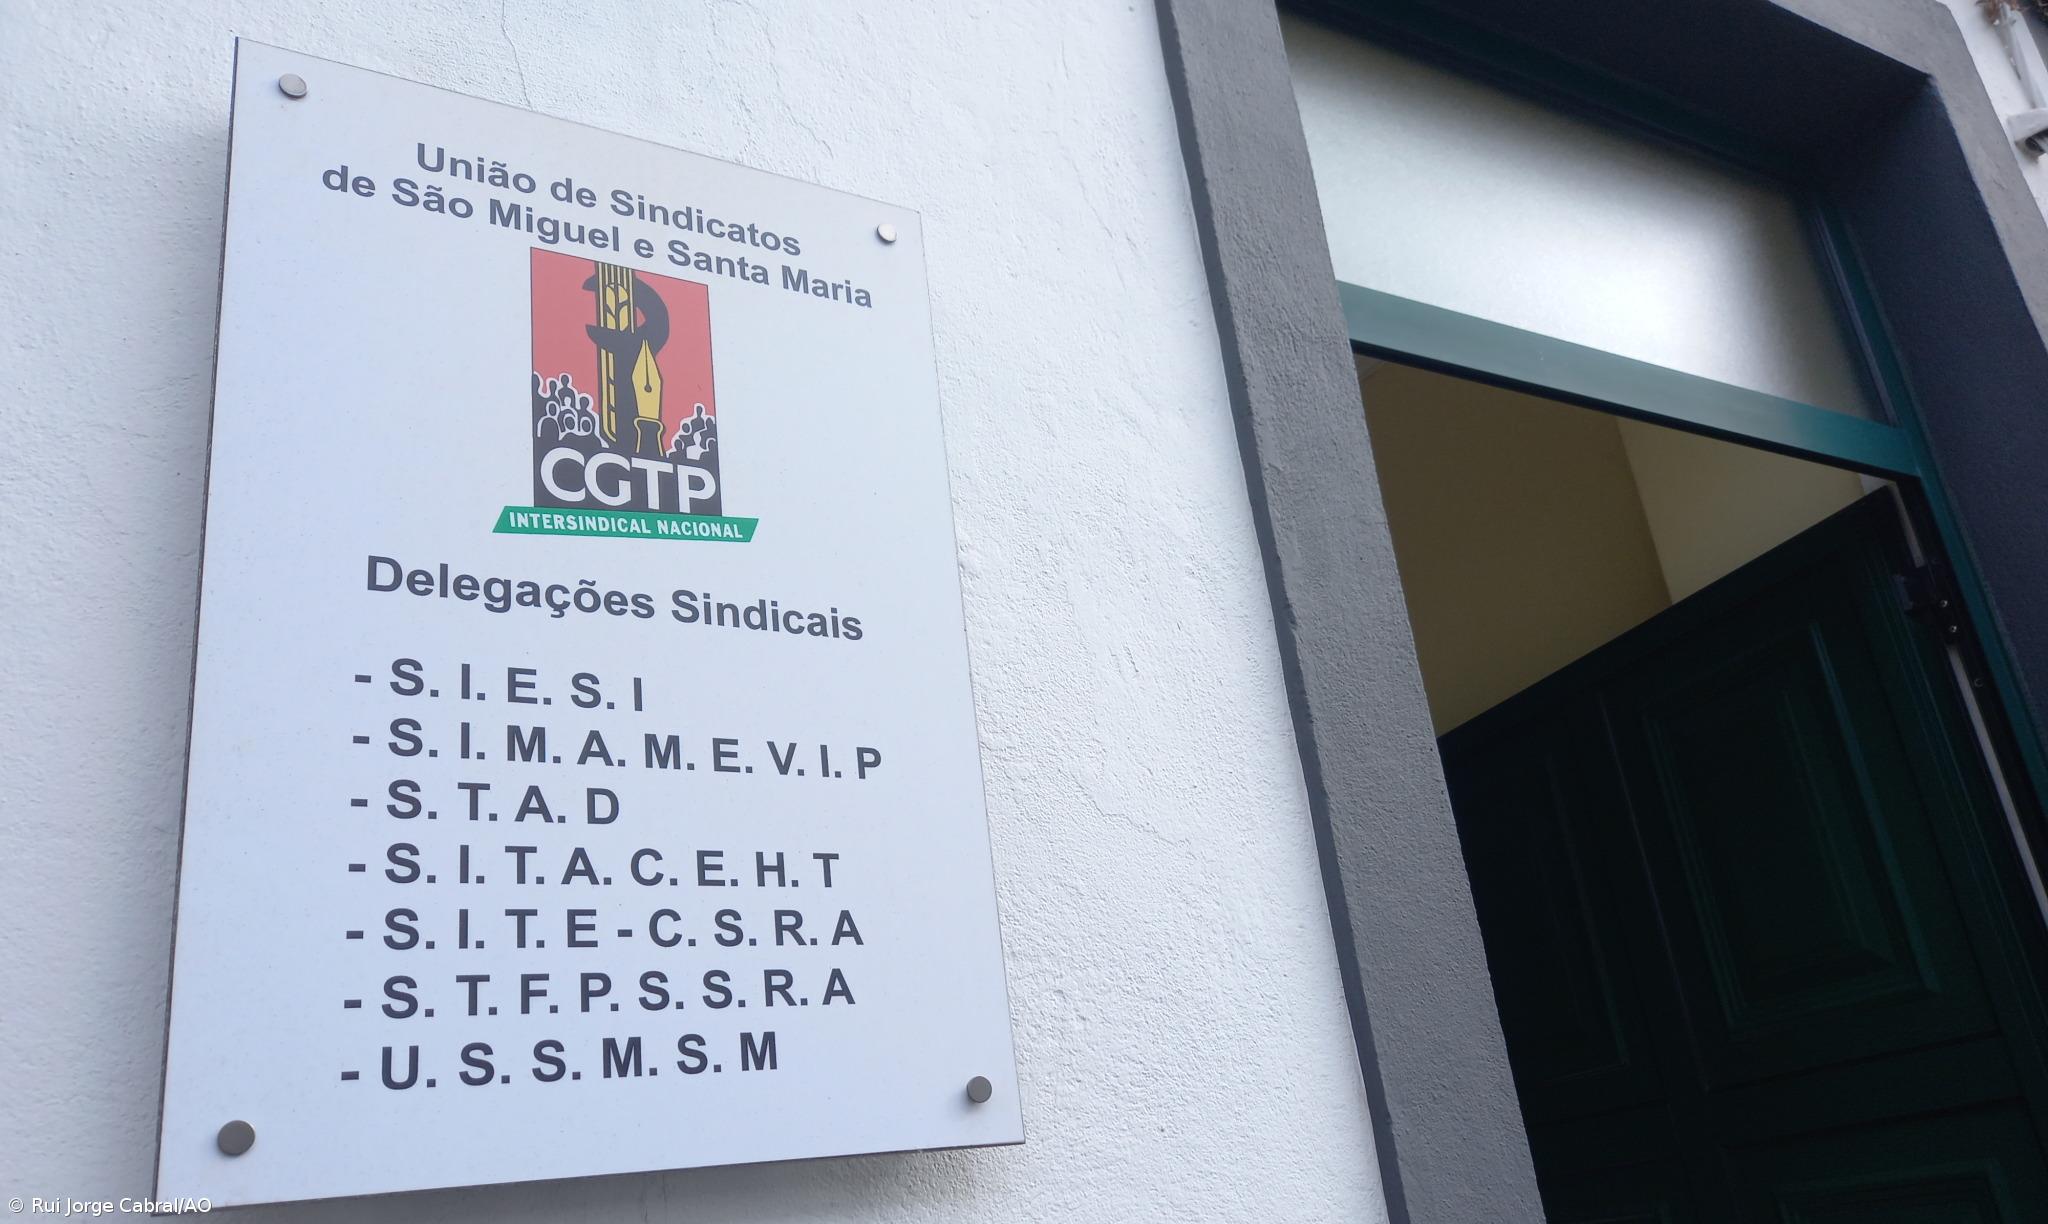 União de Sindicatos
de São Miguel e Santa Maria
CGTP
INTERSINDICAL NACIONAL
Delegações Sindicais
- S. I. E. S. I
- S. I. M. A. M. E. V. I. P
- S. T. A. D
- S. I. T. A. C. E. H. T
- S. I. T. E - C. S. R. A
- S. T. F. P. S. S. R. A
- U. S. S. M. S. M
© Rui Jorge Cabral/AO